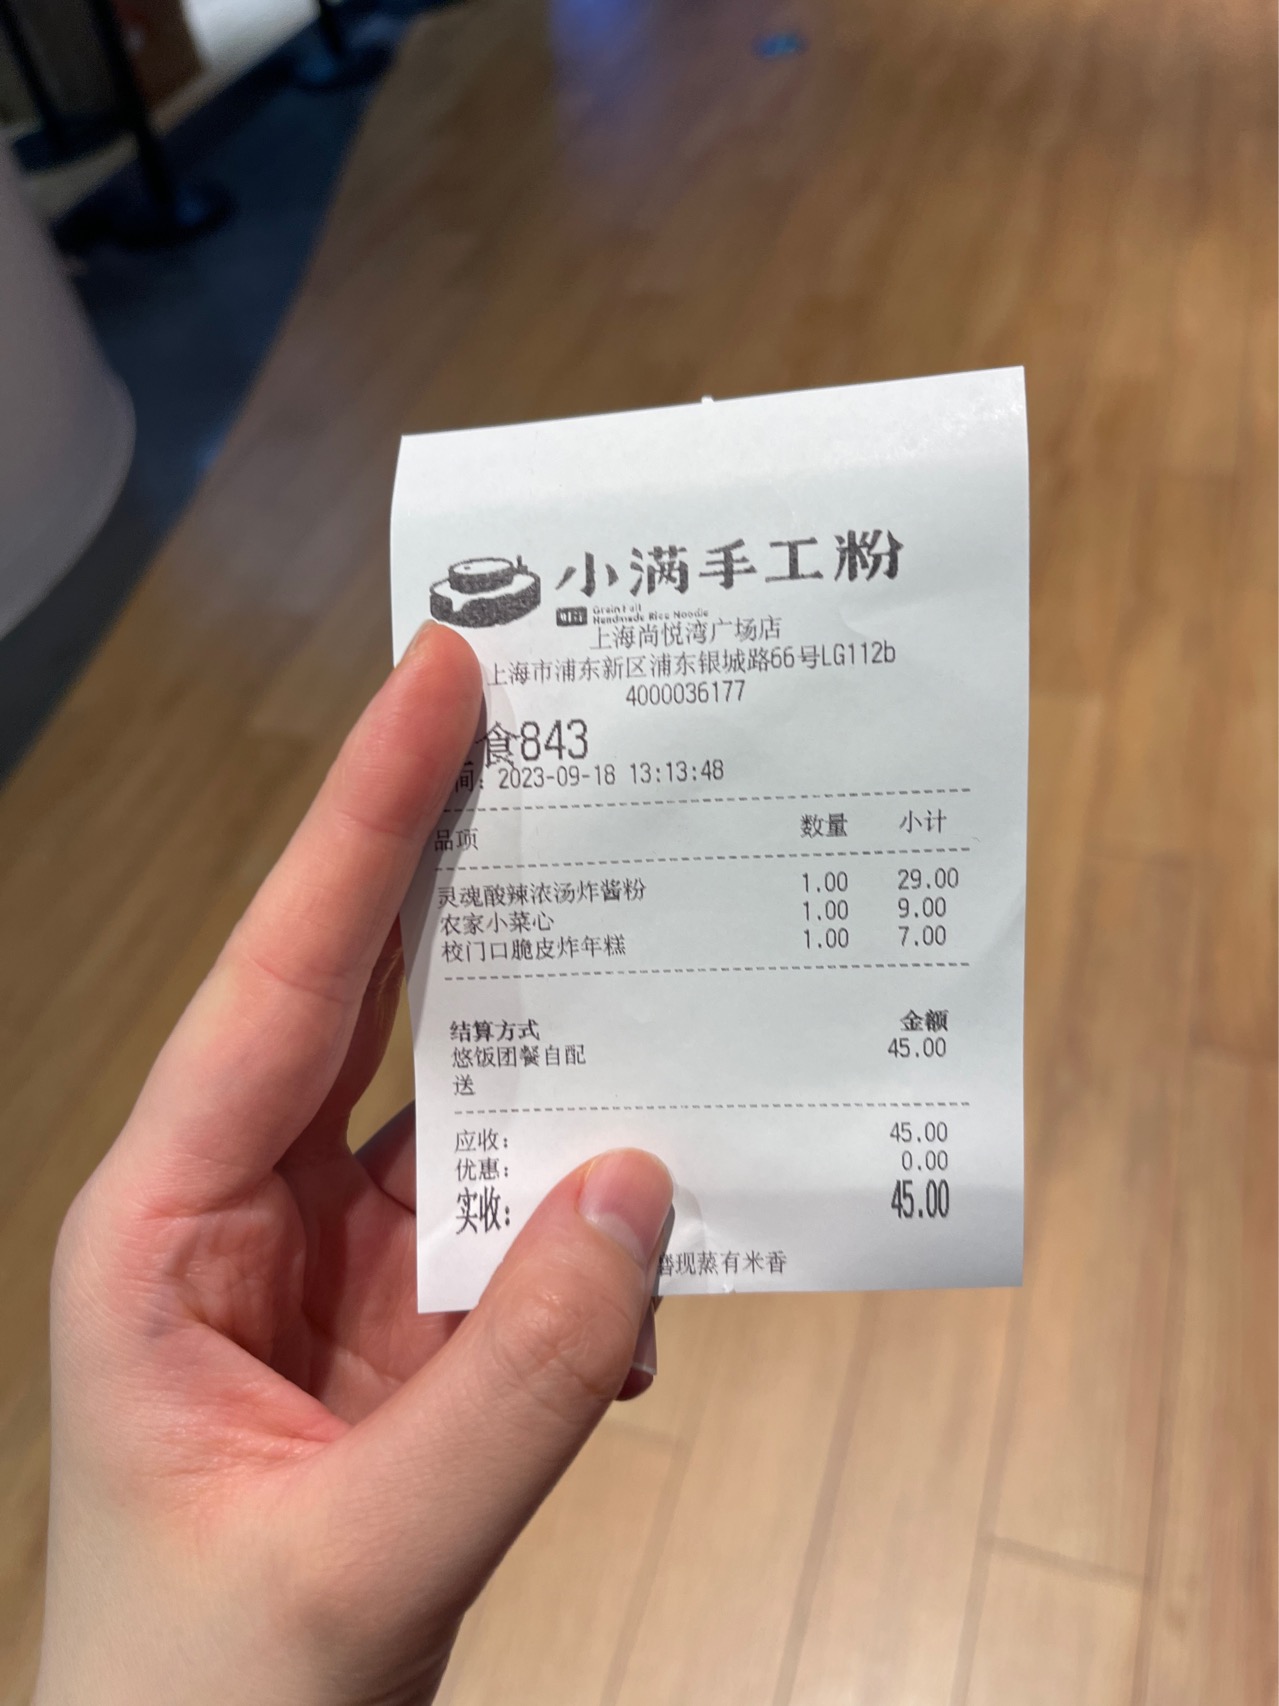 小满手工粉
Grain Full
Handmade Rice Noodle
上海尚悦湾广场店
上海市浦东新区浦东银城路66号LG112b
4000036177
食843
间：2023-09-18 13:13:48
品项 数量 小计
灵魂酸辣浓汤炸酱粉 1.00 29.00
农家小菜心 1.00 9.00
校门口脆皮炸年糕 1.00 7.00
结算方式 金额
悠饭团餐自配 45.00
送
应收： 45.00
优惠： 0.00
实收： 45.00
磨现蒸有米香